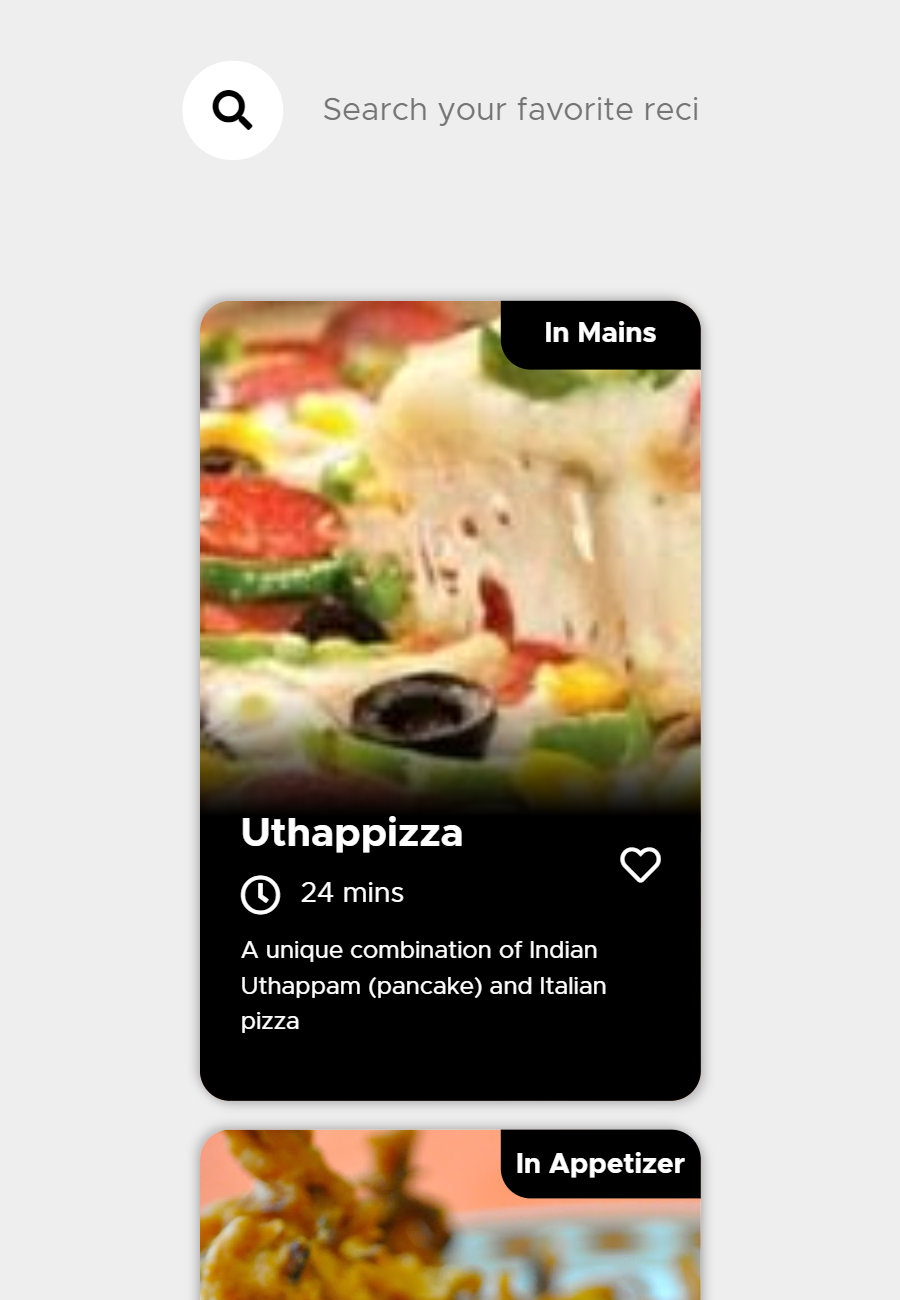 Search your favorite reci
In Mains
Uthappizza
24 mins
A unique combination of Indian
Uthappam (pancake) and Italian
pizza
In Appetizer